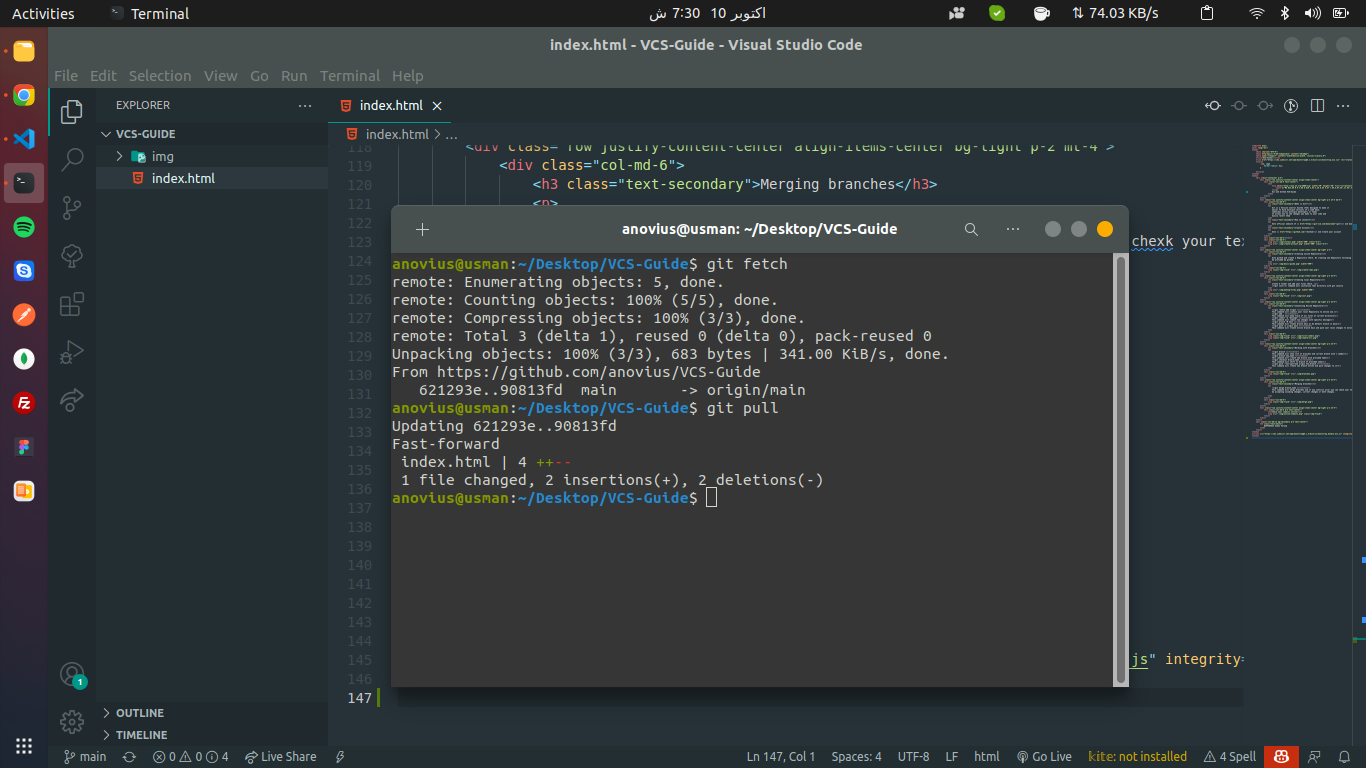 Activities
Terminal
اکتوبر 10 7:30 ش
74.03 KB/s
index.html - VCS-Guide - Visual Studio Code
File Edit Selection View Go Run Terminal Help
EXPLORER
index.html
VCS-GUIDE
index.html > ...
img
index.html
118 <div class="row justify-content-center align-items-center bg-light p-2 mt-4">
119 <div class="col-md-6">
120 <h3 class="text-secondary">Merging branches</h3>
121 <p>
122
123 chexk your tex
124
125
126
127
128
129
130
131
132
133
134
135
136
137
138
139
140
141
142
143
144
145 js" integrity=
146
147
anovius@usman: ~/Desktop/VCS-Guide
anovius@usman:~/Desktop/VCS-Guide$ git fetch
remote: Enumerating objects: 5, done.
remote: Counting objects: 100% (5/5), done.
remote: Compressing objects: 100% (3/3), done.
remote: Total 3 (delta 1), reused 0 (delta 0), pack-reused 0
Unpacking objects: 100% (3/3), 683 bytes | 341.00 KiB/s, done.
From https://github.com/anovius/VCS-Guide
621293e..90813fd main -> origin/main
anovius@usman:~/Desktop/VCS-Guide$ git pull
Updating 621293e..90813fd
Fast-forward
index.html | 4 ++--
1 file changed, 2 insertions(+), 2 deletions(-)
anovius@usman:~/Desktop/VCS-Guide$
OUTLINE
TIMELINE
1
main
0 0 4
Live Share
Ln 147, Col 1
Spaces: 4
UTF-8
LF
html
Go Live
kite: not installed
4 Spell